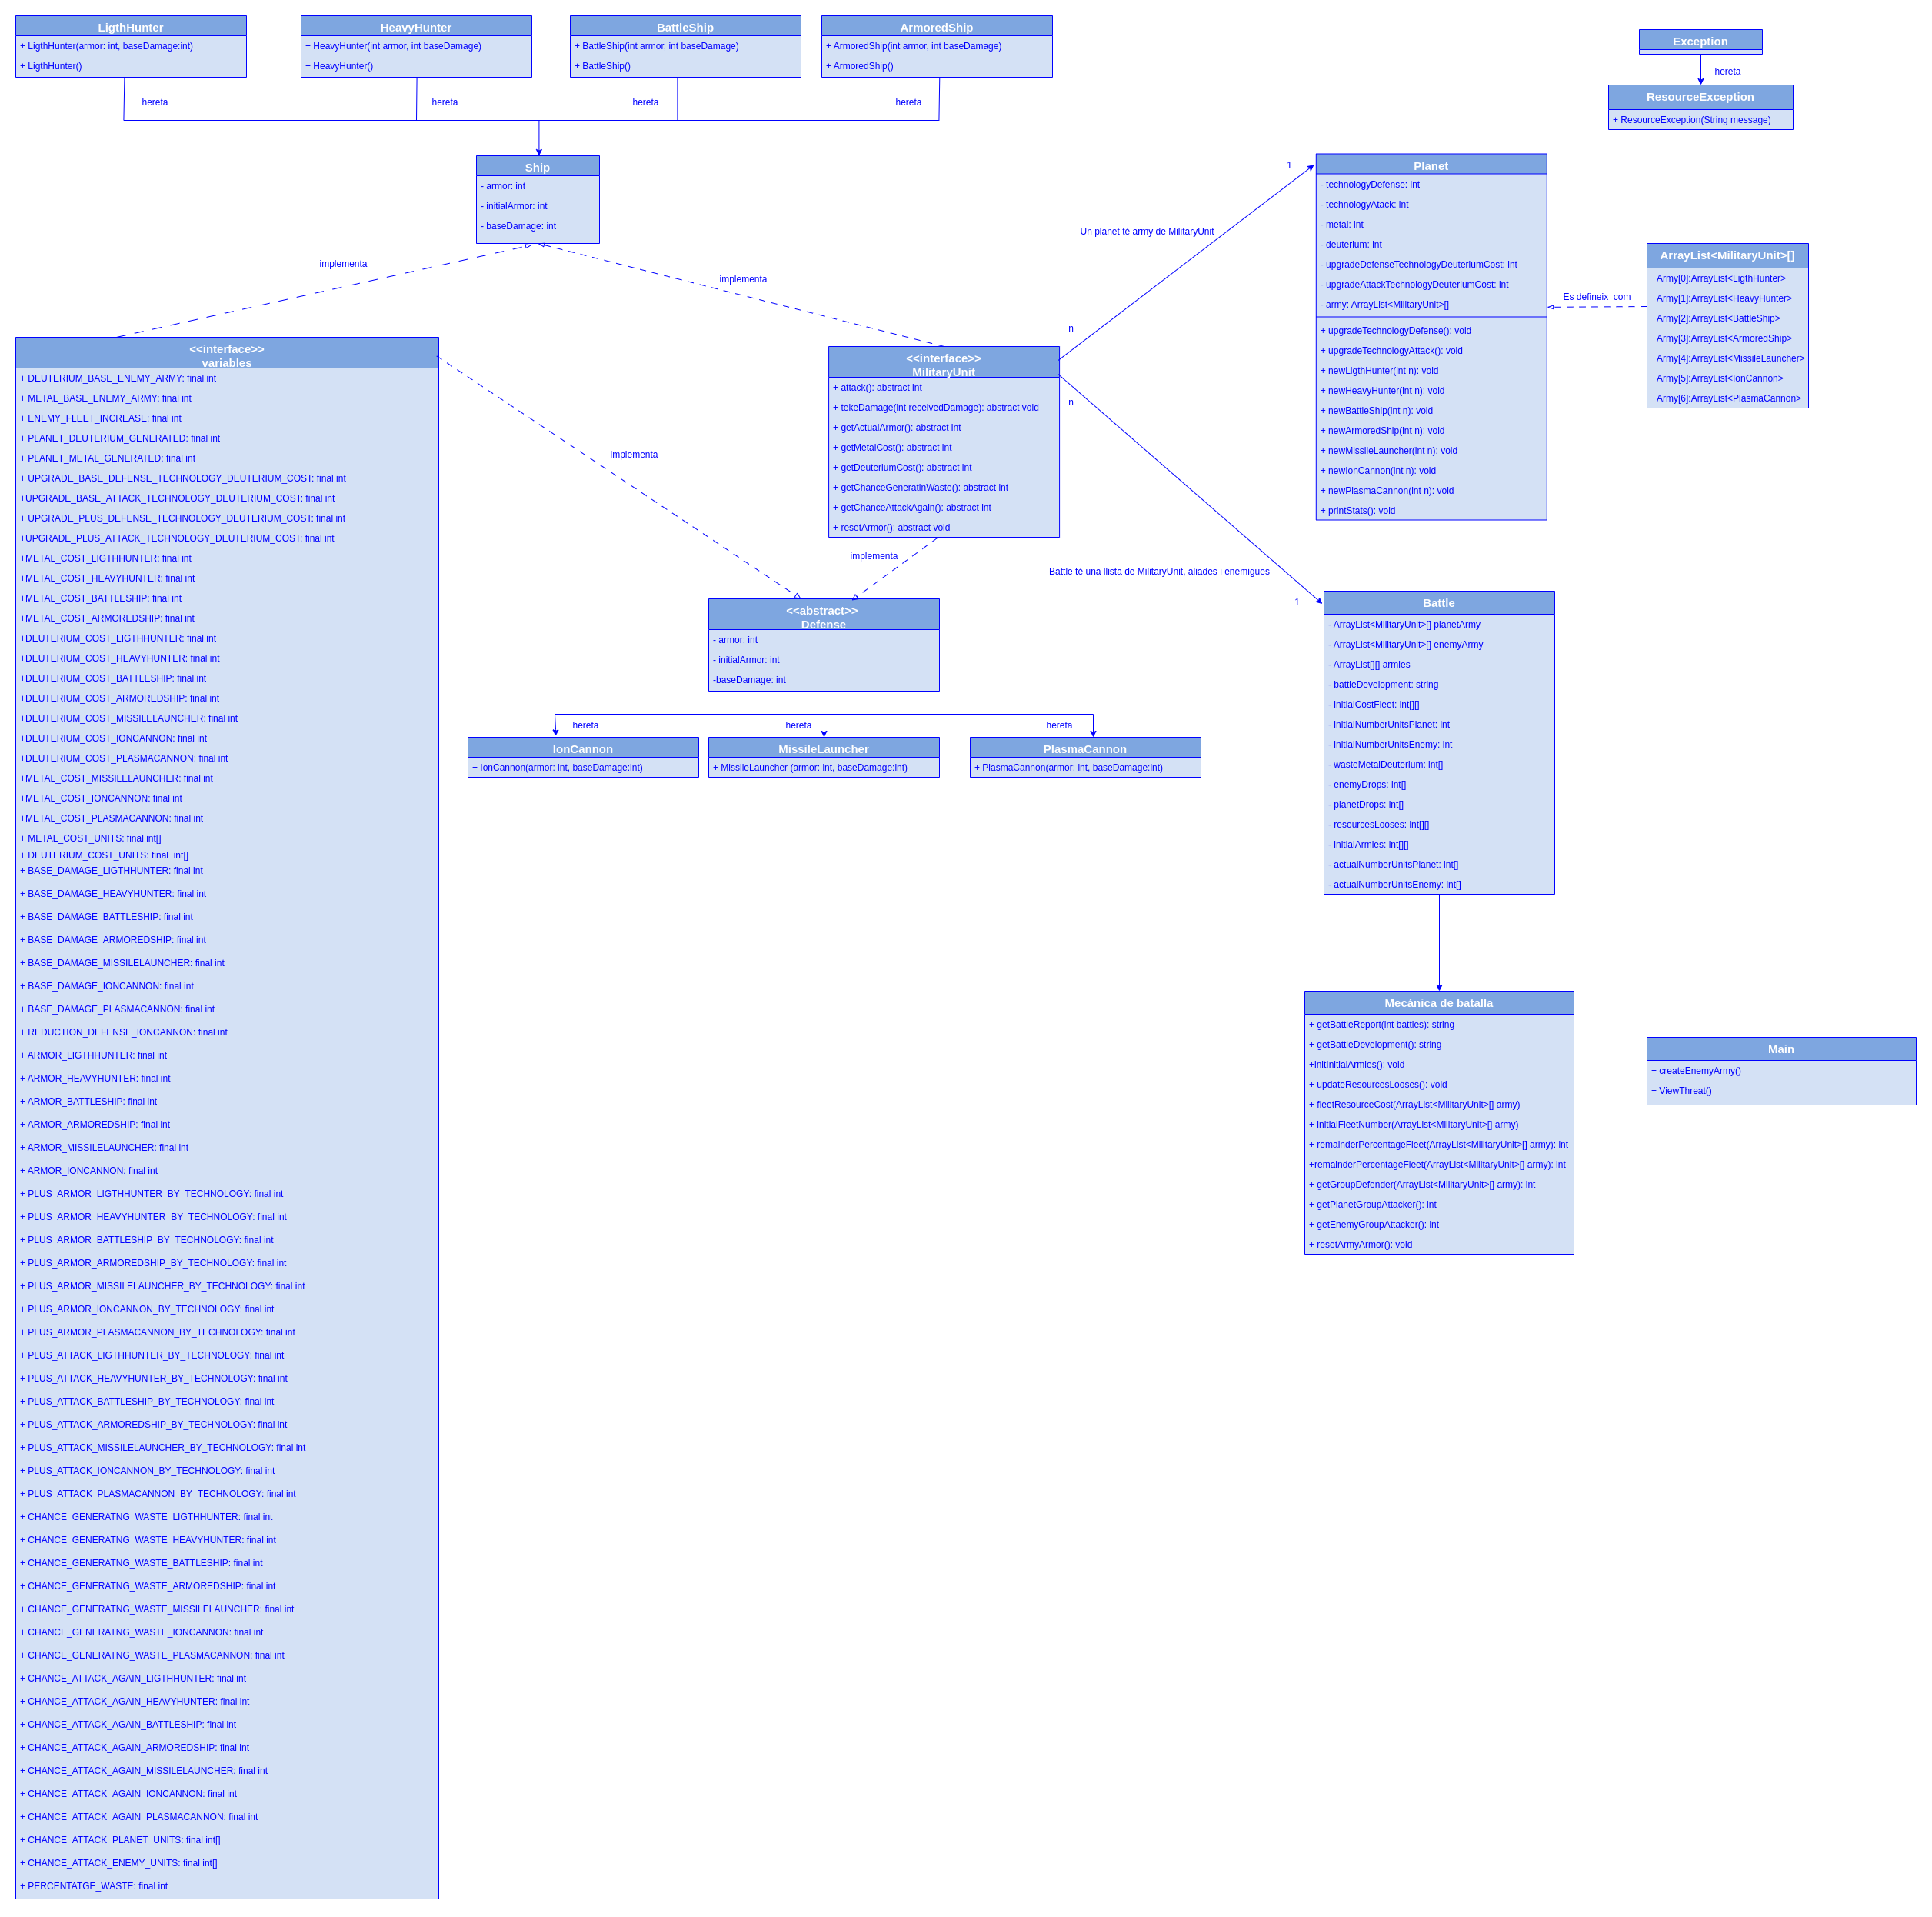 LigthHunter
+ LigthHunter(armor: int, baseDamage:int)
+ LigthHunter()
HeavyHunter
+ HeavyHunter(int armor, int baseDamage)
+ HeavyHunter()
BattleShip
+ BattleShip(int armor, int baseDamage)
+ BattleShip()
ArmoredShip
+ ArmoredShip(int armor, int baseDamage)
+ ArmoredShip()
hereta
hereta
hereta
hereta
Exception
hereta
ResourceException
+ ResourceException(String message)
Ship
- armor: int
- initialArmor: int
- baseDamage: int
implementa
implementa
1
Un planet té army de MilitaryUnit
n
Planet
- technologyDefense: int
- technologyAtack: int
- metal: int
- deuterium: int
- upgradeDefenseTechnologyDeuteriumCost: int
- upgradeAttackTechnologyDeuteriumCost: int
- army: ArrayList<MilitaryUnit>[]
+ upgradeTechnologyDefense(): void
+ upgradeTechnologyAttack(): void
+ newLigthHunter(int n): void
+ newHeavyHunter(int n): void
+ newBattleShip(int n): void
+ newArmoredShip(int n): void
+ newMissileLauncher(int n): void
+ newIonCannon(int n): void
+ newPlasmaCannon(int n): void
+ printStats(): void
Es defineix  com
ArrayList<MilitaryUnit>[]
+Army[0]:ArrayList<LigthHunter>
+Army[1]:ArrayList<HeavyHunter>
+Army[2]:ArrayList<BattleShip>
+Army[3]:ArrayList<ArmoredShip>
+Army[4]:ArrayList<MissileLauncher>
+Army[5]:ArrayList<IonCannon>
+Army[6]:ArrayList<PlasmaCannon>
<<interface>>
variables
+ DEUTERIUM_BASE_ENEMY_ARMY: final int
+ METAL_BASE_ENEMY_ARMY: final int
+ ENEMY_FLEET_INCREASE: final int
+ PLANET_DEUTERIUM_GENERATED: final int
+ PLANET_METAL_GENERATED: final int
+ UPGRADE_BASE_DEFENSE_TECHNOLOGY_DEUTERIUM_COST: final int
+UPGRADE_BASE_ATTACK_TECHNOLOGY_DEUTERIUM_COST: final int
+ UPGRADE_PLUS_DEFENSE_TECHNOLOGY_DEUTERIUM_COST: final int
+UPGRADE_PLUS_ATTACK_TECHNOLOGY_DEUTERIUM_COST: final int
+METAL_COST_LIGTHHUNTER: final int
+METAL_COST_HEAVYHUNTER: final int
+METAL_COST_BATTLESHIP: final int
+METAL_COST_ARMOREDSHIP: final int
+DEUTERIUM_COST_LIGTHHUNTER: final int
+DEUTERIUM_COST_HEAVYHUNTER: final int
+DEUTERIUM_COST_BATTLESHIP: final int
+DEUTERIUM_COST_ARMOREDSHIP: final int
+DEUTERIUM_COST_MISSILELAUNCHER: final int
+DEUTERIUM_COST_IONCANNON: final int
+DEUTERIUM_COST_PLASMACANNON: final int
+METAL_COST_MISSILELAUNCHER: final int
+METAL_COST_IONCANNON: final int
+METAL_COST_PLASMACANNON: final int
+ METAL_COST_UNITS: final int[]
+ DEUTERIUM_COST_UNITS: final  int[]
+ BASE_DAMAGE_LIGTHHUNTER: final int
+ BASE_DAMAGE_HEAVYHUNTER: final int
+ BASE_DAMAGE_BATTLESHIP: final int
+ BASE_DAMAGE_ARMOREDSHIP: final int
+ BASE_DAMAGE_MISSILELAUNCHER: final int
+ BASE_DAMAGE_IONCANNON: final int
+ BASE_DAMAGE_PLASMACANNON: final int
+ REDUCTION_DEFENSE_IONCANNON: final int
+ ARMOR_LIGTHHUNTER: final int
+ ARMOR_HEAVYHUNTER: final int
+ ARMOR_BATTLESHIP: final int
+ ARMOR_ARMOREDSHIP: final int
+ ARMOR_MISSILELAUNCHER: final int
+ ARMOR_IONCANNON: final int
+ PLUS_ARMOR_LIGTHHUNTER_BY_TECHNOLOGY: final int
+ PLUS_ARMOR_HEAVYHUNTER_BY_TECHNOLOGY: final int
+ PLUS_ARMOR_BATTLESHIP_BY_TECHNOLOGY: final int
+ PLUS_ARMOR_ARMOREDSHIP_BY_TECHNOLOGY: final int
+ PLUS_ARMOR_MISSILELAUNCHER_BY_TECHNOLOGY: final int
+ PLUS_ARMOR_IONCANNON_BY_TECHNOLOGY: final int
+ PLUS_ARMOR_PLASMACANNON_BY_TECHNOLOGY: final int
+ PLUS_ATTACK_LIGTHHUNTER_BY_TECHNOLOGY: final int
+ PLUS_ATTACK_HEAVYHUNTER_BY_TECHNOLOGY: final int
+ PLUS_ATTACK_BATTLESHIP_BY_TECHNOLOGY: final int
+ PLUS_ATTACK_ARMOREDSHIP_BY_TECHNOLOGY: final int
+ PLUS_ATTACK_MISSILELAUNCHER_BY_TECHNOLOGY: final int
+ PLUS_ATTACK_IONCANNON_BY_TECHNOLOGY: final int
+ PLUS_ATTACK_PLASMACANNON_BY_TECHNOLOGY: final int
+ CHANCE_GENERATNG_WASTE_LIGTHHUNTER: final int
+ CHANCE_GENERATNG_WASTE_HEAVYHUNTER: final int
+ CHANCE_GENERATNG_WASTE_BATTLESHIP: final int
+ CHANCE_GENERATNG_WASTE_ARMOREDSHIP: final int
+ CHANCE_GENERATNG_WASTE_MISSILELAUNCHER: final int
+ CHANCE_GENERATNG_WASTE_IONCANNON: final int
+ CHANCE_GENERATNG_WASTE_PLASMACANNON: final int
+ CHANCE_ATTACK_AGAIN_LIGTHHUNTER: final int
+ CHANCE_ATTACK_AGAIN_HEAVYHUNTER: final int
+ CHANCE_ATTACK_AGAIN_BATTLESHIP: final int
+ CHANCE_ATTACK_AGAIN_ARMOREDSHIP: final int
+ CHANCE_ATTACK_AGAIN_MISSILELAUNCHER: final int
+ CHANCE_ATTACK_AGAIN_IONCANNON: final int
+ CHANCE_ATTACK_AGAIN_PLASMACANNON: final int
+ CHANCE_ATTACK_PLANET_UNITS: final int[]
+ CHANCE_ATTACK_ENEMY_UNITS: final int[]
+ PERCENTATGE_WASTE: final int
implementa
<<interface>>
MilitaryUnit
+ attack(): abstract int
+ tekeDamage(int receivedDamage): abstract void
+ getActualArmor(): abstract int
+ getMetalCost(): abstract int
+ getDeuteriumCost(): abstract int
+ getChanceGeneratinWaste(): abstract int
+ getChanceAttackAgain(): abstract int
+ resetArmor(): abstract void
n
implementa
Battle té una llista de MilitaryUnit, aliades i enemigues
1
<<abstract>>
Defense
- armor: int
- initialArmor: int
-baseDamage: int
hereta
hereta
hereta
IonCannon
+ IonCannon(armor: int, baseDamage:int)
MissileLauncher
+ MissileLauncher (armor: int, baseDamage:int)
PlasmaCannon
+ PlasmaCannon(armor: int, baseDamage:int)
Battle
- ArrayList<MilitaryUnit>[] planetArmy
- ArrayList<MilitaryUnit>[] enemyArmy
- ArrayList[][] armies
- battleDevelopment: string
- initialCostFleet: int[][]
- initialNumberUnitsPlanet: int
- initialNumberUnitsEnemy: int
- wasteMetalDeuterium: int[]
- enemyDrops: int[]
- planetDrops: int[]
- resourcesLooses: int[][]
- initialArmies: int[][]
- actualNumberUnitsPlanet: int[]
- actualNumberUnitsEnemy: int[]
Mecánica de batalla
+ getBattleReport(int battles): string
+ getBattleDevelopment(): string
+initInitialArmies(): void
+ updateResourcesLooses(): void
+ fleetResourceCost(ArrayList<MilitaryUnit>[] army)
+ initialFleetNumber(ArrayList<MilitaryUnit>[] army)
+ remainderPercentageFleet(ArrayList<MilitaryUnit>[] army): int
+remainderPercentageFleet(ArrayList<MilitaryUnit>[] army): int
+ getGroupDefender(ArrayList<MilitaryUnit>[] army): int
+ getPlanetGroupAttacker(): int
+ getEnemyGroupAttacker(): int
+ resetArmyArmor(): void
Main
+ createEnemyArmy()
+ ViewThreat()